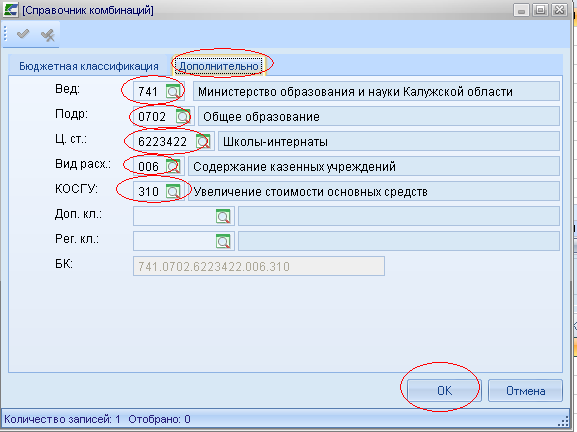 [Справочник комбинаций]
Бюджетная классификация Дополнительно
Вед: 741 Министерство образования и науки Калужской области
Подр: 0702 Общее образование
Ц. ст.: 6223422 Школы-интернаты
Вид расх.: 006 Содержание казенных учреждений
КОСГУ: 310 Увеличение стоимости основных средств
Доп. кл.:
Рег. кл.:
БК: 741.0702.6223422.006.310
OK Отмена
Количество записей: 1 Отобрано: 0